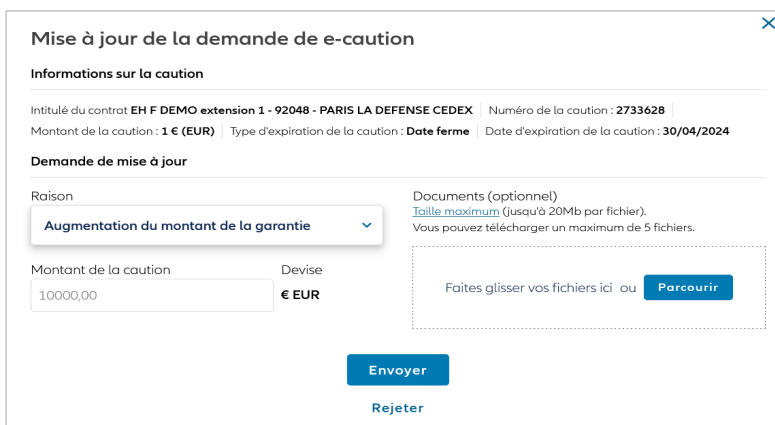 Mise à jour de la demande de e-caution
Informations sur la caution
Intitulé du contrat EH F DEMO extension 1 - 92048 - PARIS LA DEFENSE CEDEX Numéro de la caution : 2733628
Montant de la caution : 1 € (EUR) Type d'expiration de la caution : Date ferme Date d'expiration de la caution : 30/04/2024
Demande de mise à jour
Raison
Augmentation du montant de la garantie
Montant de la caution Devise
10000,00 € EUR
Documents (optionnel)
Taille maximum (jusqu'à 20Mb par fichier).
Vous pouvez télécharger un maximum de 5 fichiers.
Faites glisser vos fichiers ici ou Parcourir
Envoyer
Rejeter